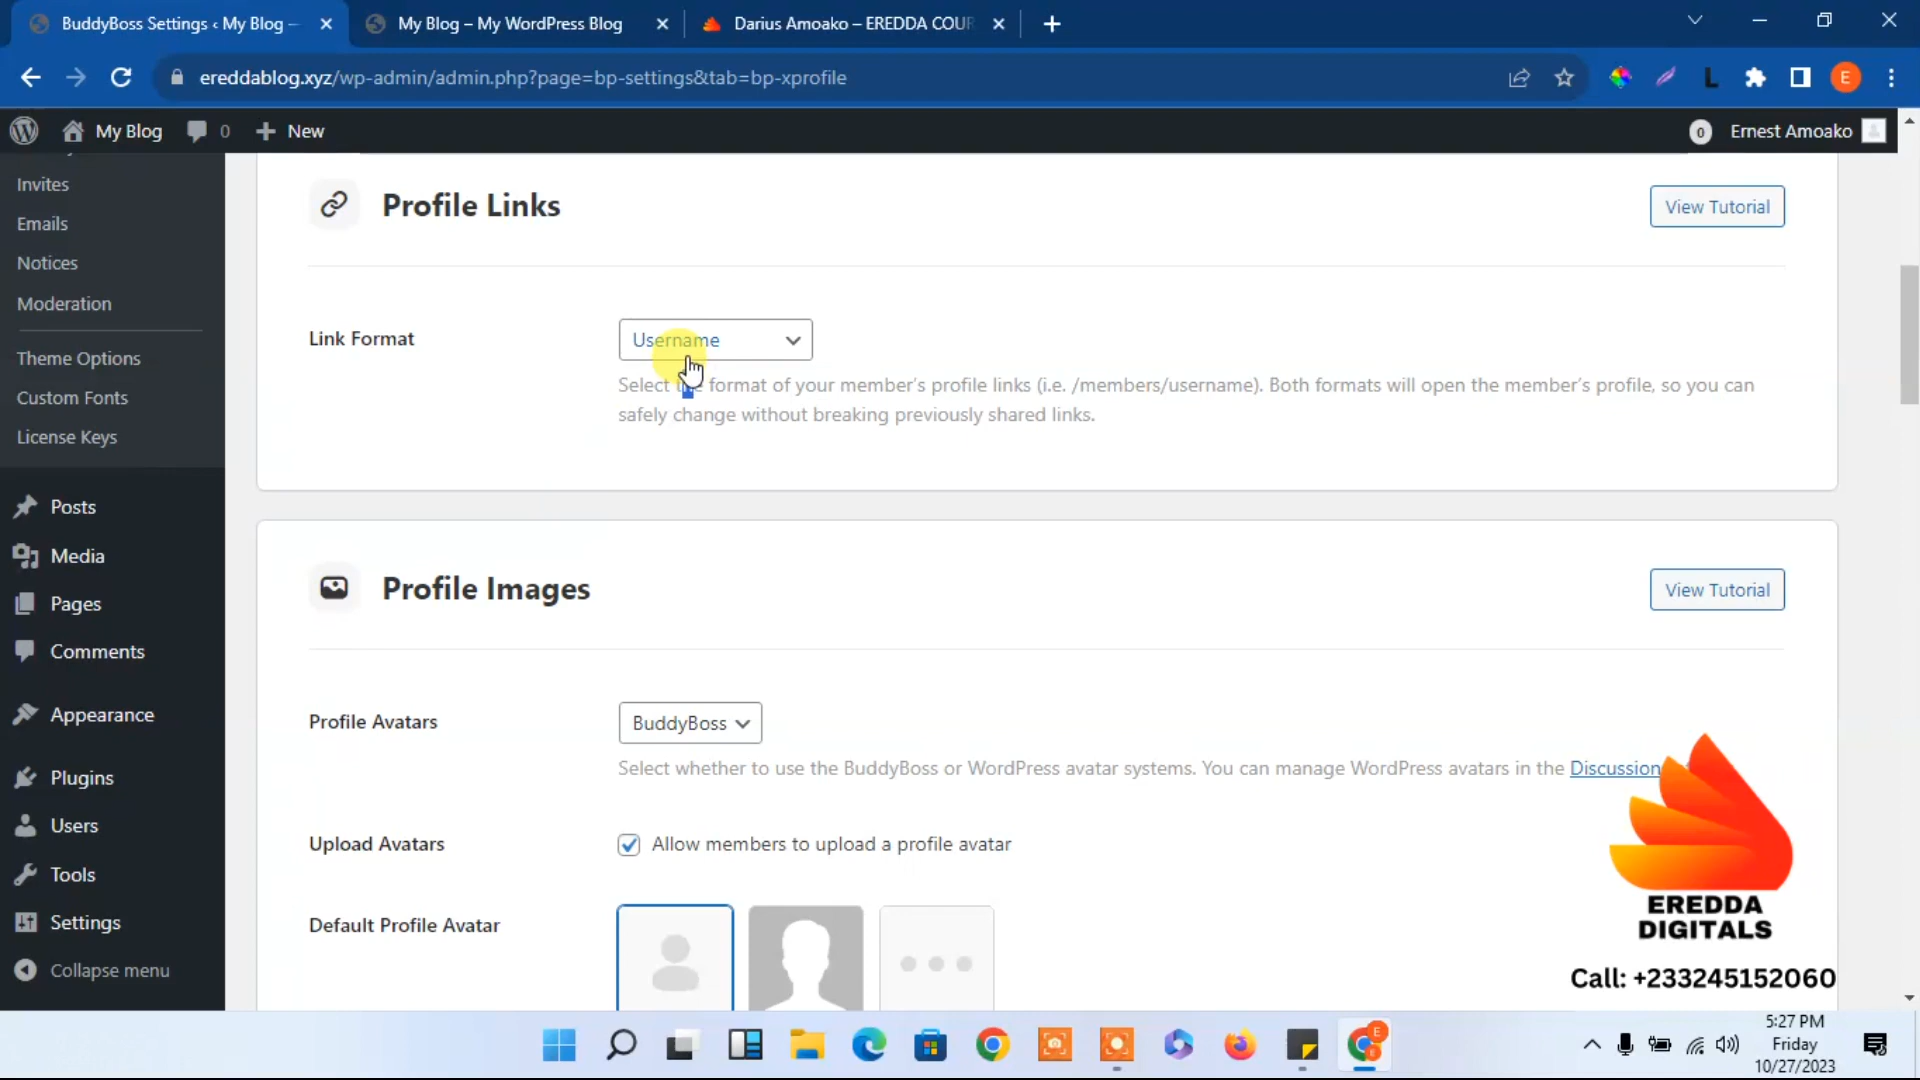 BuddyBoss Settings ‹ My Blog –
My Blog – My WordPress Blog
Darius Amoako – EREDDA COUR
ereddablog.xyz/wp-admin/admin.php?page=bp-settings&tab=bp-xprofile
L
E
My Blog
0
New
0
Ernest Amoako
Invites
Emails
Notices
Moderation
Theme Options
Custom Fonts
License Keys
Posts
Media
Pages
Comments
Appearance
Plugins
Users
Tools
Settings
Collapse menu
Profile Links
View Tutorial
Link Format
Username
Select the format of your member's profile links (i.e. /members/username). Both formats will open the member's profile, so you can
safely change without breaking previously shared links.
Profile Images
View Tutorial
Profile Avatars
BuddyBoss
Select whether to use the BuddyBoss or WordPress avatar systems. You can manage WordPress avatars in the Discussion
Upload Avatars
Allow members to upload a profile avatar
Default Profile Avatar
EREDDA
DIGITALS
Call: +233245152060
5:27 PM
Friday
10/27/2023